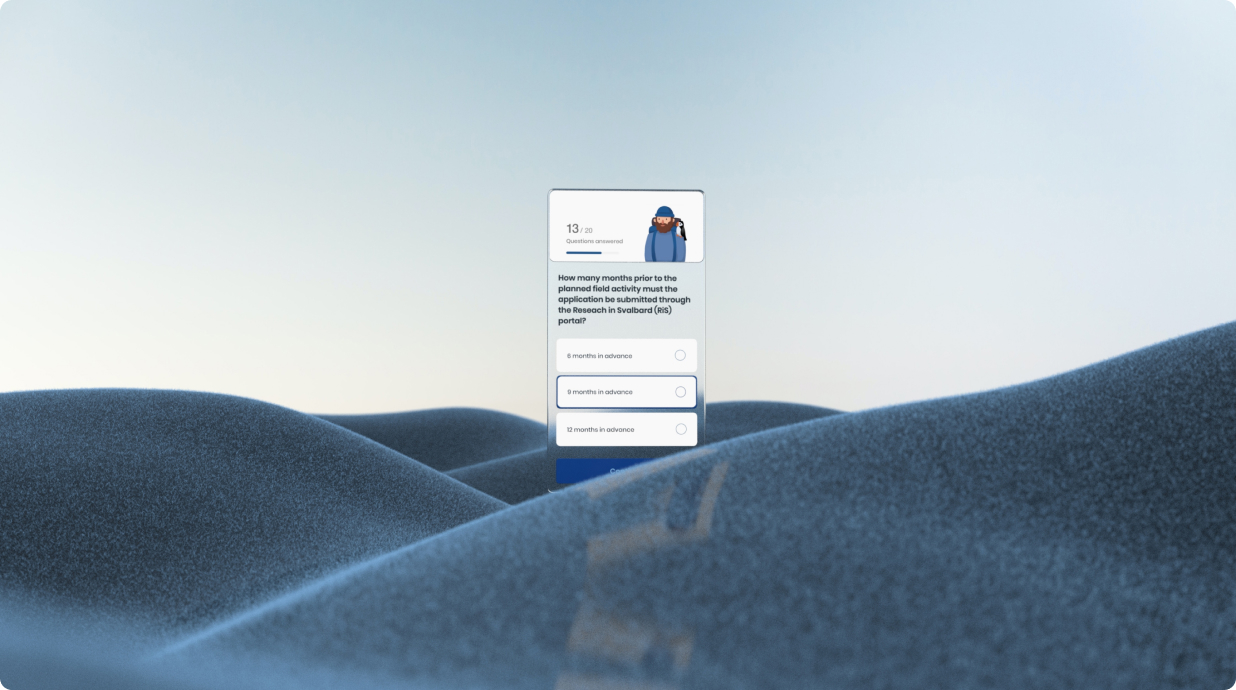 13 / 20
Questions answered
How many months prior to the
planned field activity must the
application be submitted through
the Reseach in Svalbard (RiS)
portal?
6 months in advance
9 months in advance
12 months in advance